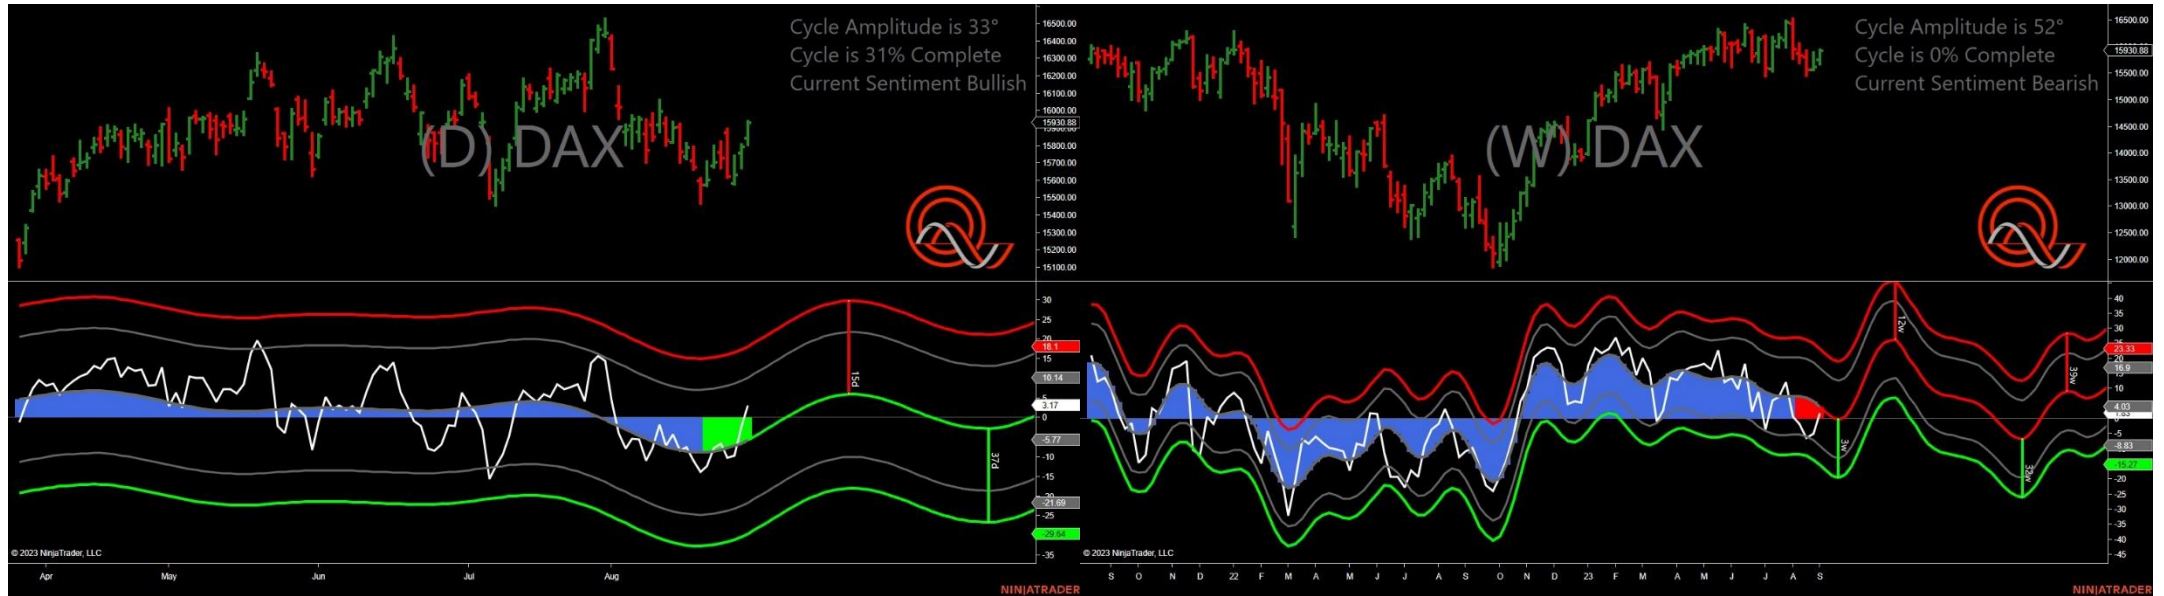 Cycle Amplitude is 33°
Cycle is 31% Complete
Current Sentiment Bullish
(D) DAX
16500.00
16400.00
16300.00
16200.00
16100.00
16000.00
15930.88
15800.00
15700.00
15600.00
15500.00
15400.00
15300.00
15200.00
15100.00
30
25
20
18.1
15
10.14
5
3.17
0
-5.77
-10
-15
-21.69
-25
-29.64
-35
15d
37d
© 2023 NinjaTrader, LLC
Apr May Jun Jul Aug
NINJATRADER
Cycle Amplitude is 52°
Cycle is 0% Complete
Current Sentiment Bearish
(W) DAX
16500.00
15930.88
15500.00
15000.00
14500.00
14000.00
13500.00
13000.00
12500.00
12000.00
40
35
30
23.33
20
16.9
10
4.03
-5
-8.83
-15.27
-20
-25
-30
-35
-40
-45
12w
39w
3w
32w
© 2023 NinjaTrader, LLC
S O N D 22 F M A M J J A S O N D 23 F M A M J J A S
NINJATRADER